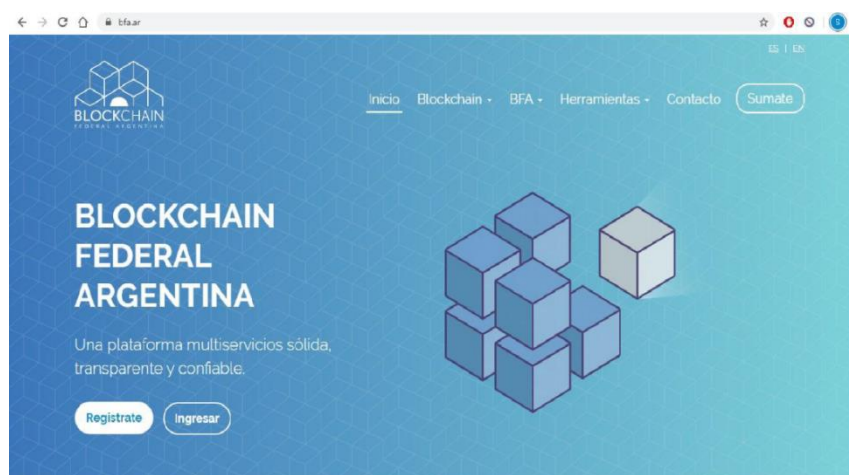 bfa.ar
ES | EN
BLOCKCHAIN
FEDERAL ARGENTINA
Inicio Blockchain BFA Herramientas Contacto Sumate
BLOCKCHAIN
FEDERAL
ARGENTINA
Una plataforma multiservicios sólida,
transparente y confiable.
Registrate Ingresar
S